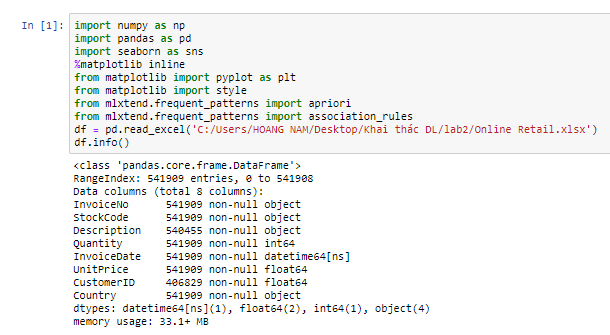 In [1]: import numpy as np
import pandas as pd
import seaborn as sns
%matplotlib inline
from matplotlib import pyplot as plt
from matplotlib import style
from mlxtend.frequent_patterns import apriori
from mlxtend.frequent_patterns import association_rules
df = pd.read_excel('C:/Users/HOANG NAM/Desktop/Khai thác DL/lab2/Online Retail.xlsx')
df.info()
<class 'pandas.core.frame.DataFrame'>
RangeIndex: 541909 entries, 0 to 541908
Data columns (total 8 columns):
InvoiceNo 541909 non-null object
StockCode 541909 non-null object
Description 540455 non-null object
Quantity 541909 non-null int64
InvoiceDate 541909 non-null datetime64[ns]
UnitPrice 541909 non-null float64
CustomerID 406829 non-null float64
Country 541909 non-null object
dtypes: datetime64[ns](1), float64(2), int64(1), object(4)
memory usage: 33.1+ MB